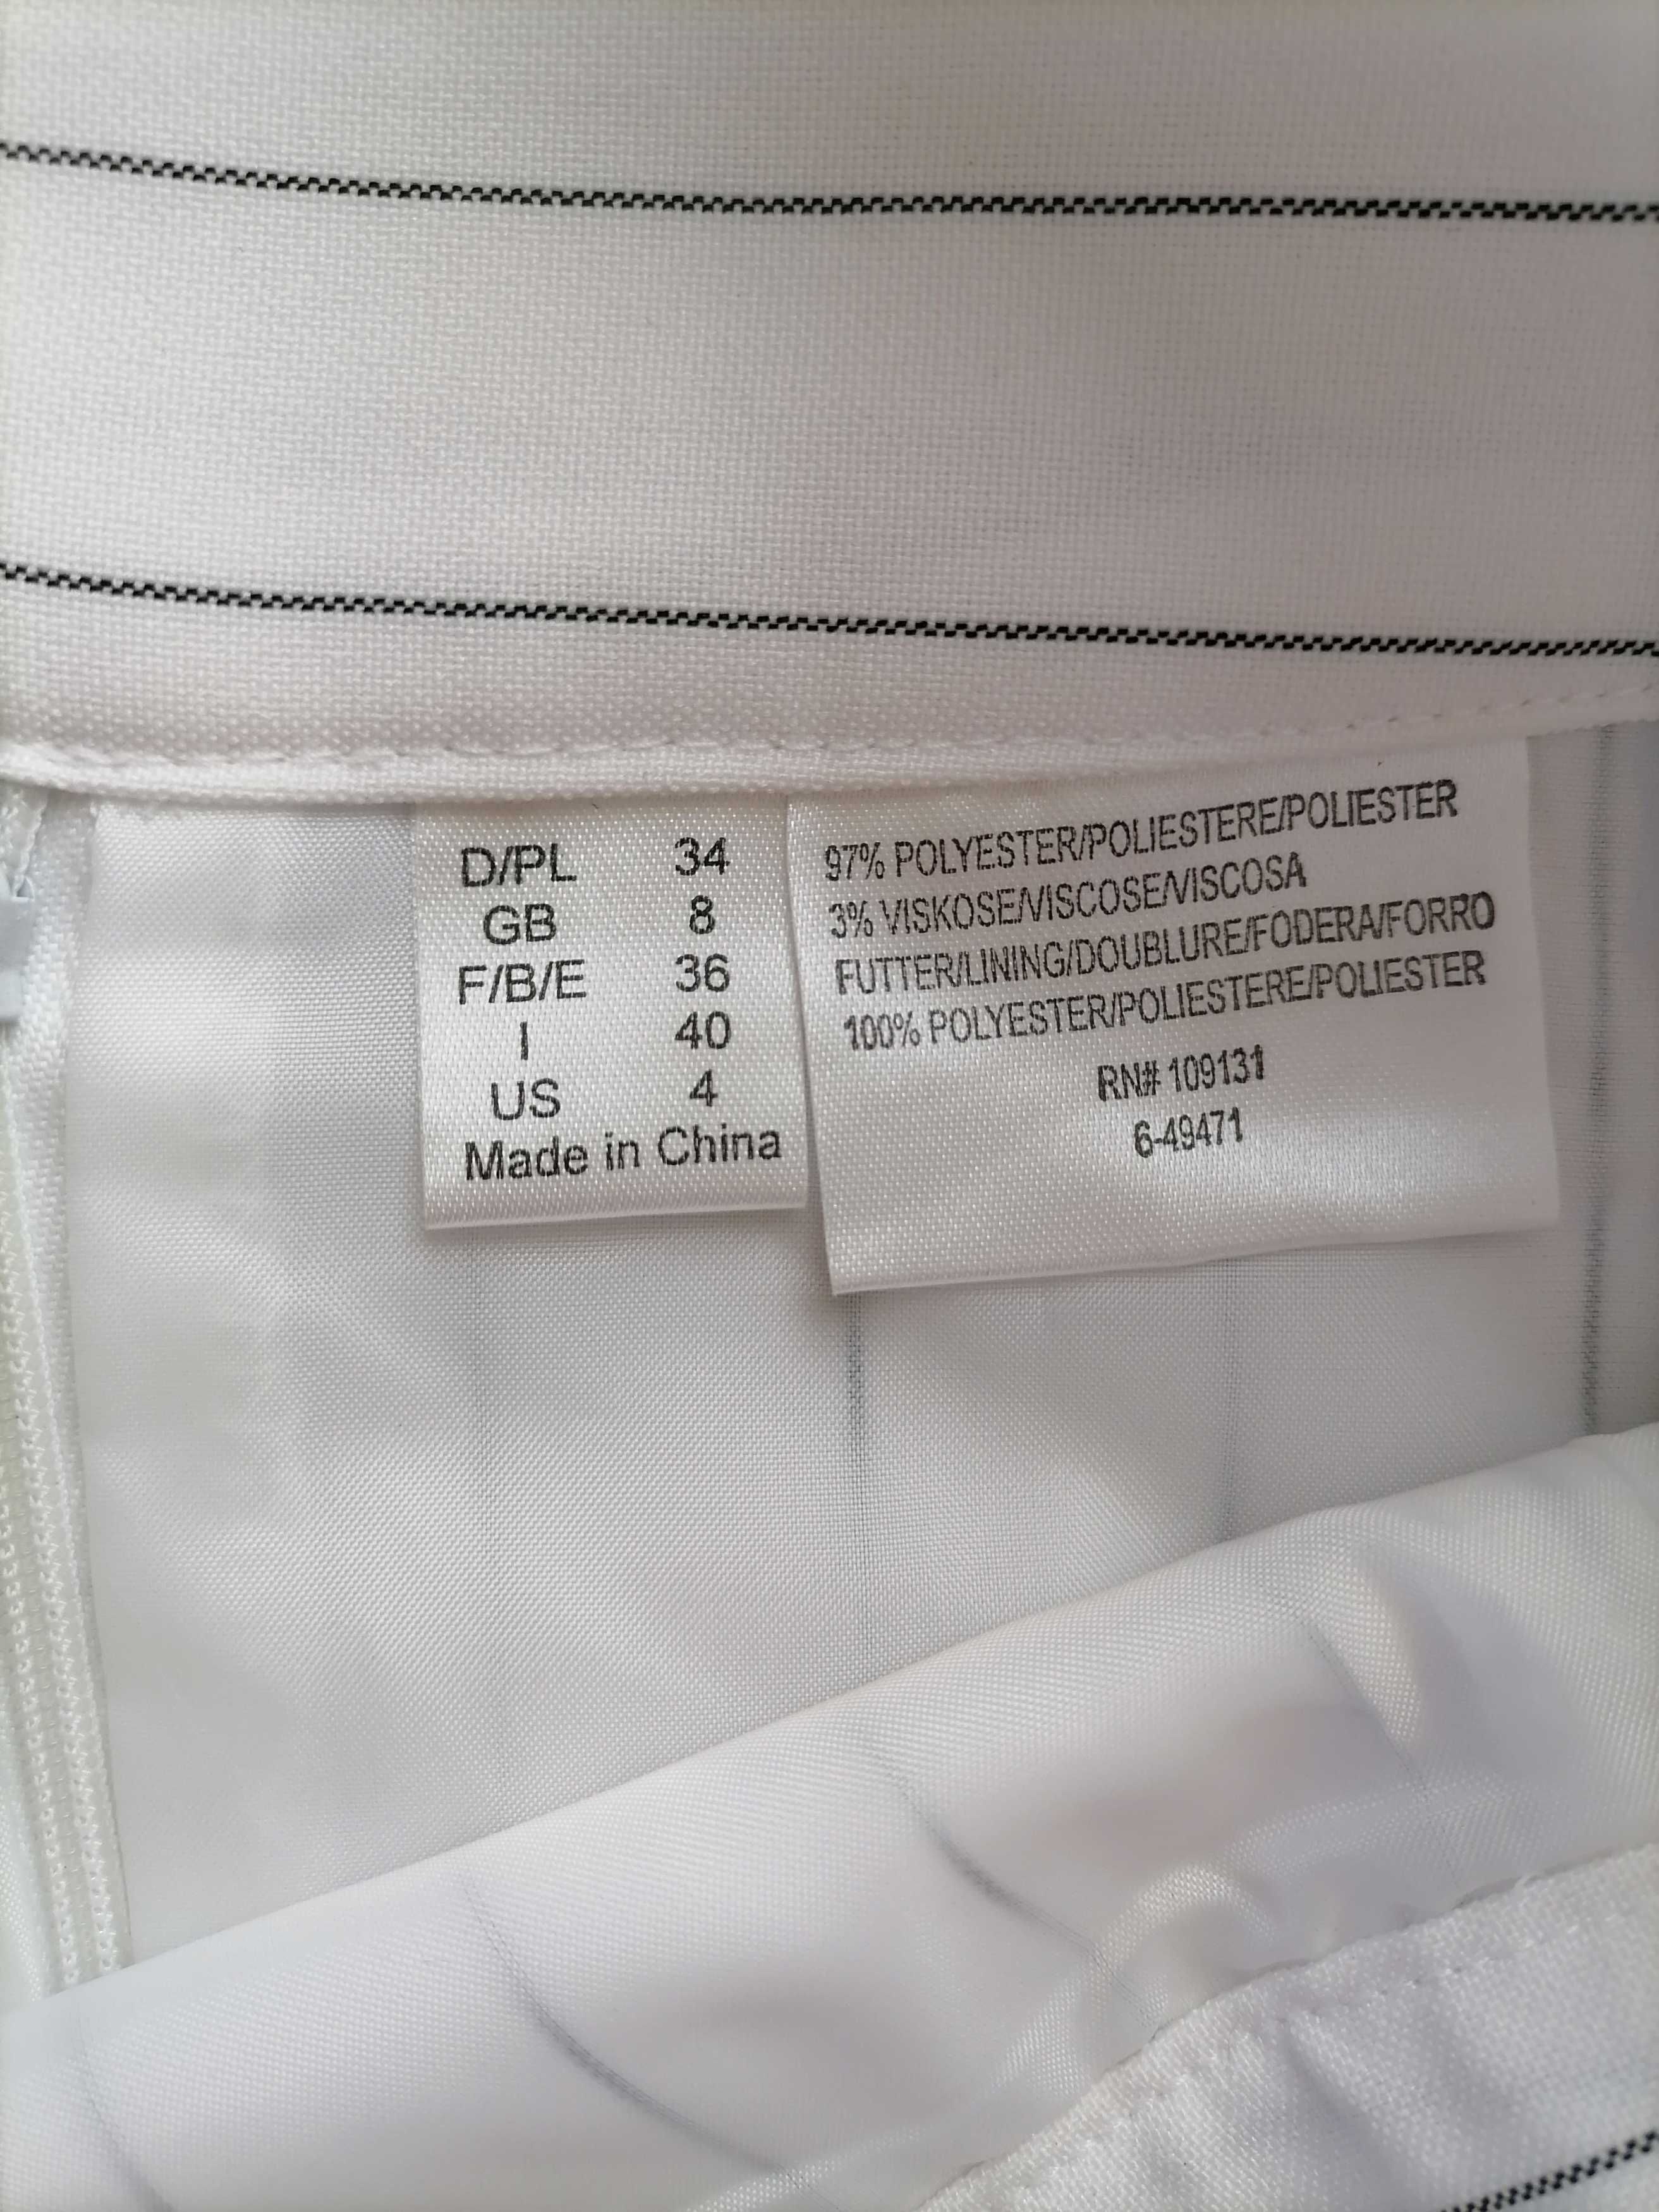 D/PL 34
GB 8
F/B/E 36
I 40
US 4
Made in China
97% POLYESTER/POLIESTERE/POLIESTER
3% VISKOSE/VISCOSE/VISCOSA
FUTTER/LINING/DOUBLURE/FODERA/FORRO
100% POLYESTER/POLIESTERE/POLIESTER
RN# 109131
6-49471